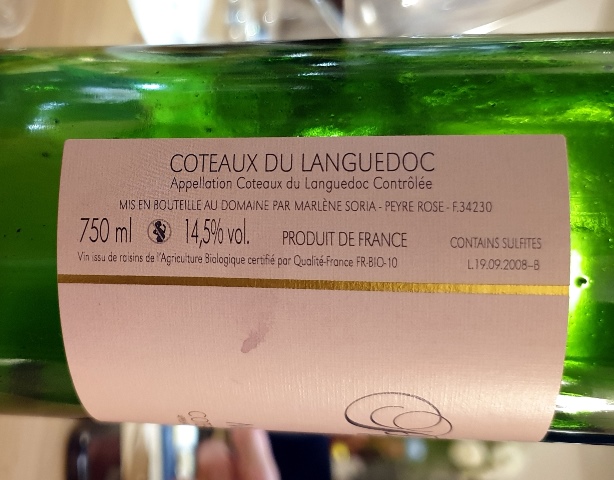 COTEAUX DU LANGUEDOC
Appellation Coteaux du Languedoc Contrôlée
MIS EN BOUTEILLE AU DOMAINE PAR MARLÈNE SORIA - PEYRE ROSE - F.34230
750 ml 14,5% vol. PRODUIT DE FRANCE CONTAINS SULFITES
Vin issu de raisins de l'Agriculture Biologique certifié par Qualité-France FR-BIO-10 L.19.09.2008-B